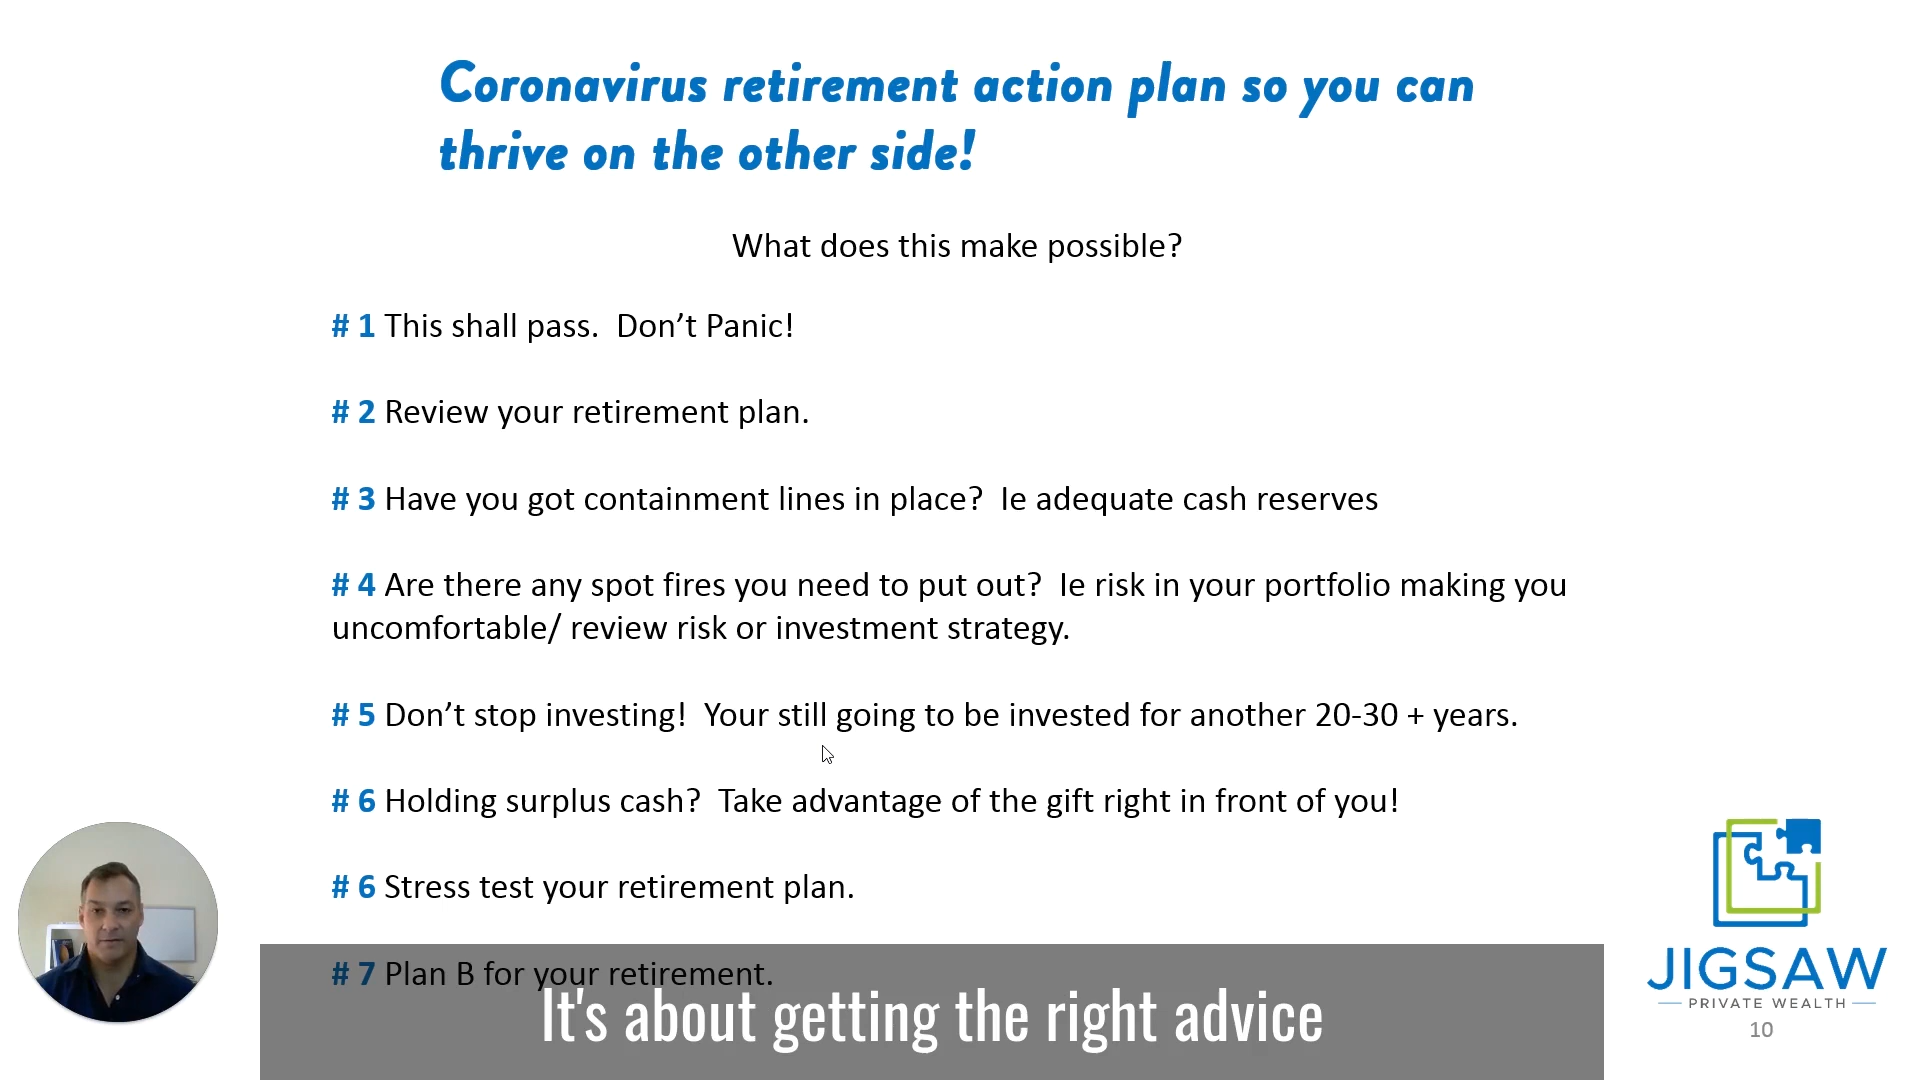 Coronavirus retirement action plan so you can
thrive on the other side!
What does this make possible?
# 1 This shall pass.  Don’t Panic!
# 2 Review your retirement plan.
# 3 Have you got containment lines in place?  Ie adequate cash reserves
# 4 Are there any spot fires you need to put out?  Ie risk in your portfolio making you
uncomfortable/ review risk or investment strategy.
# 5 Don’t stop investing!  Your still going to be invested for another 20-30 + years.
# 6 Holding surplus cash?  Take advantage of the gift right in front of you!
# 6 Stress test your retirement plan.
# 7 Plan B for your retirement.
It's about getting the right advice
JIGSAW
PRIVATE WEALTH
10